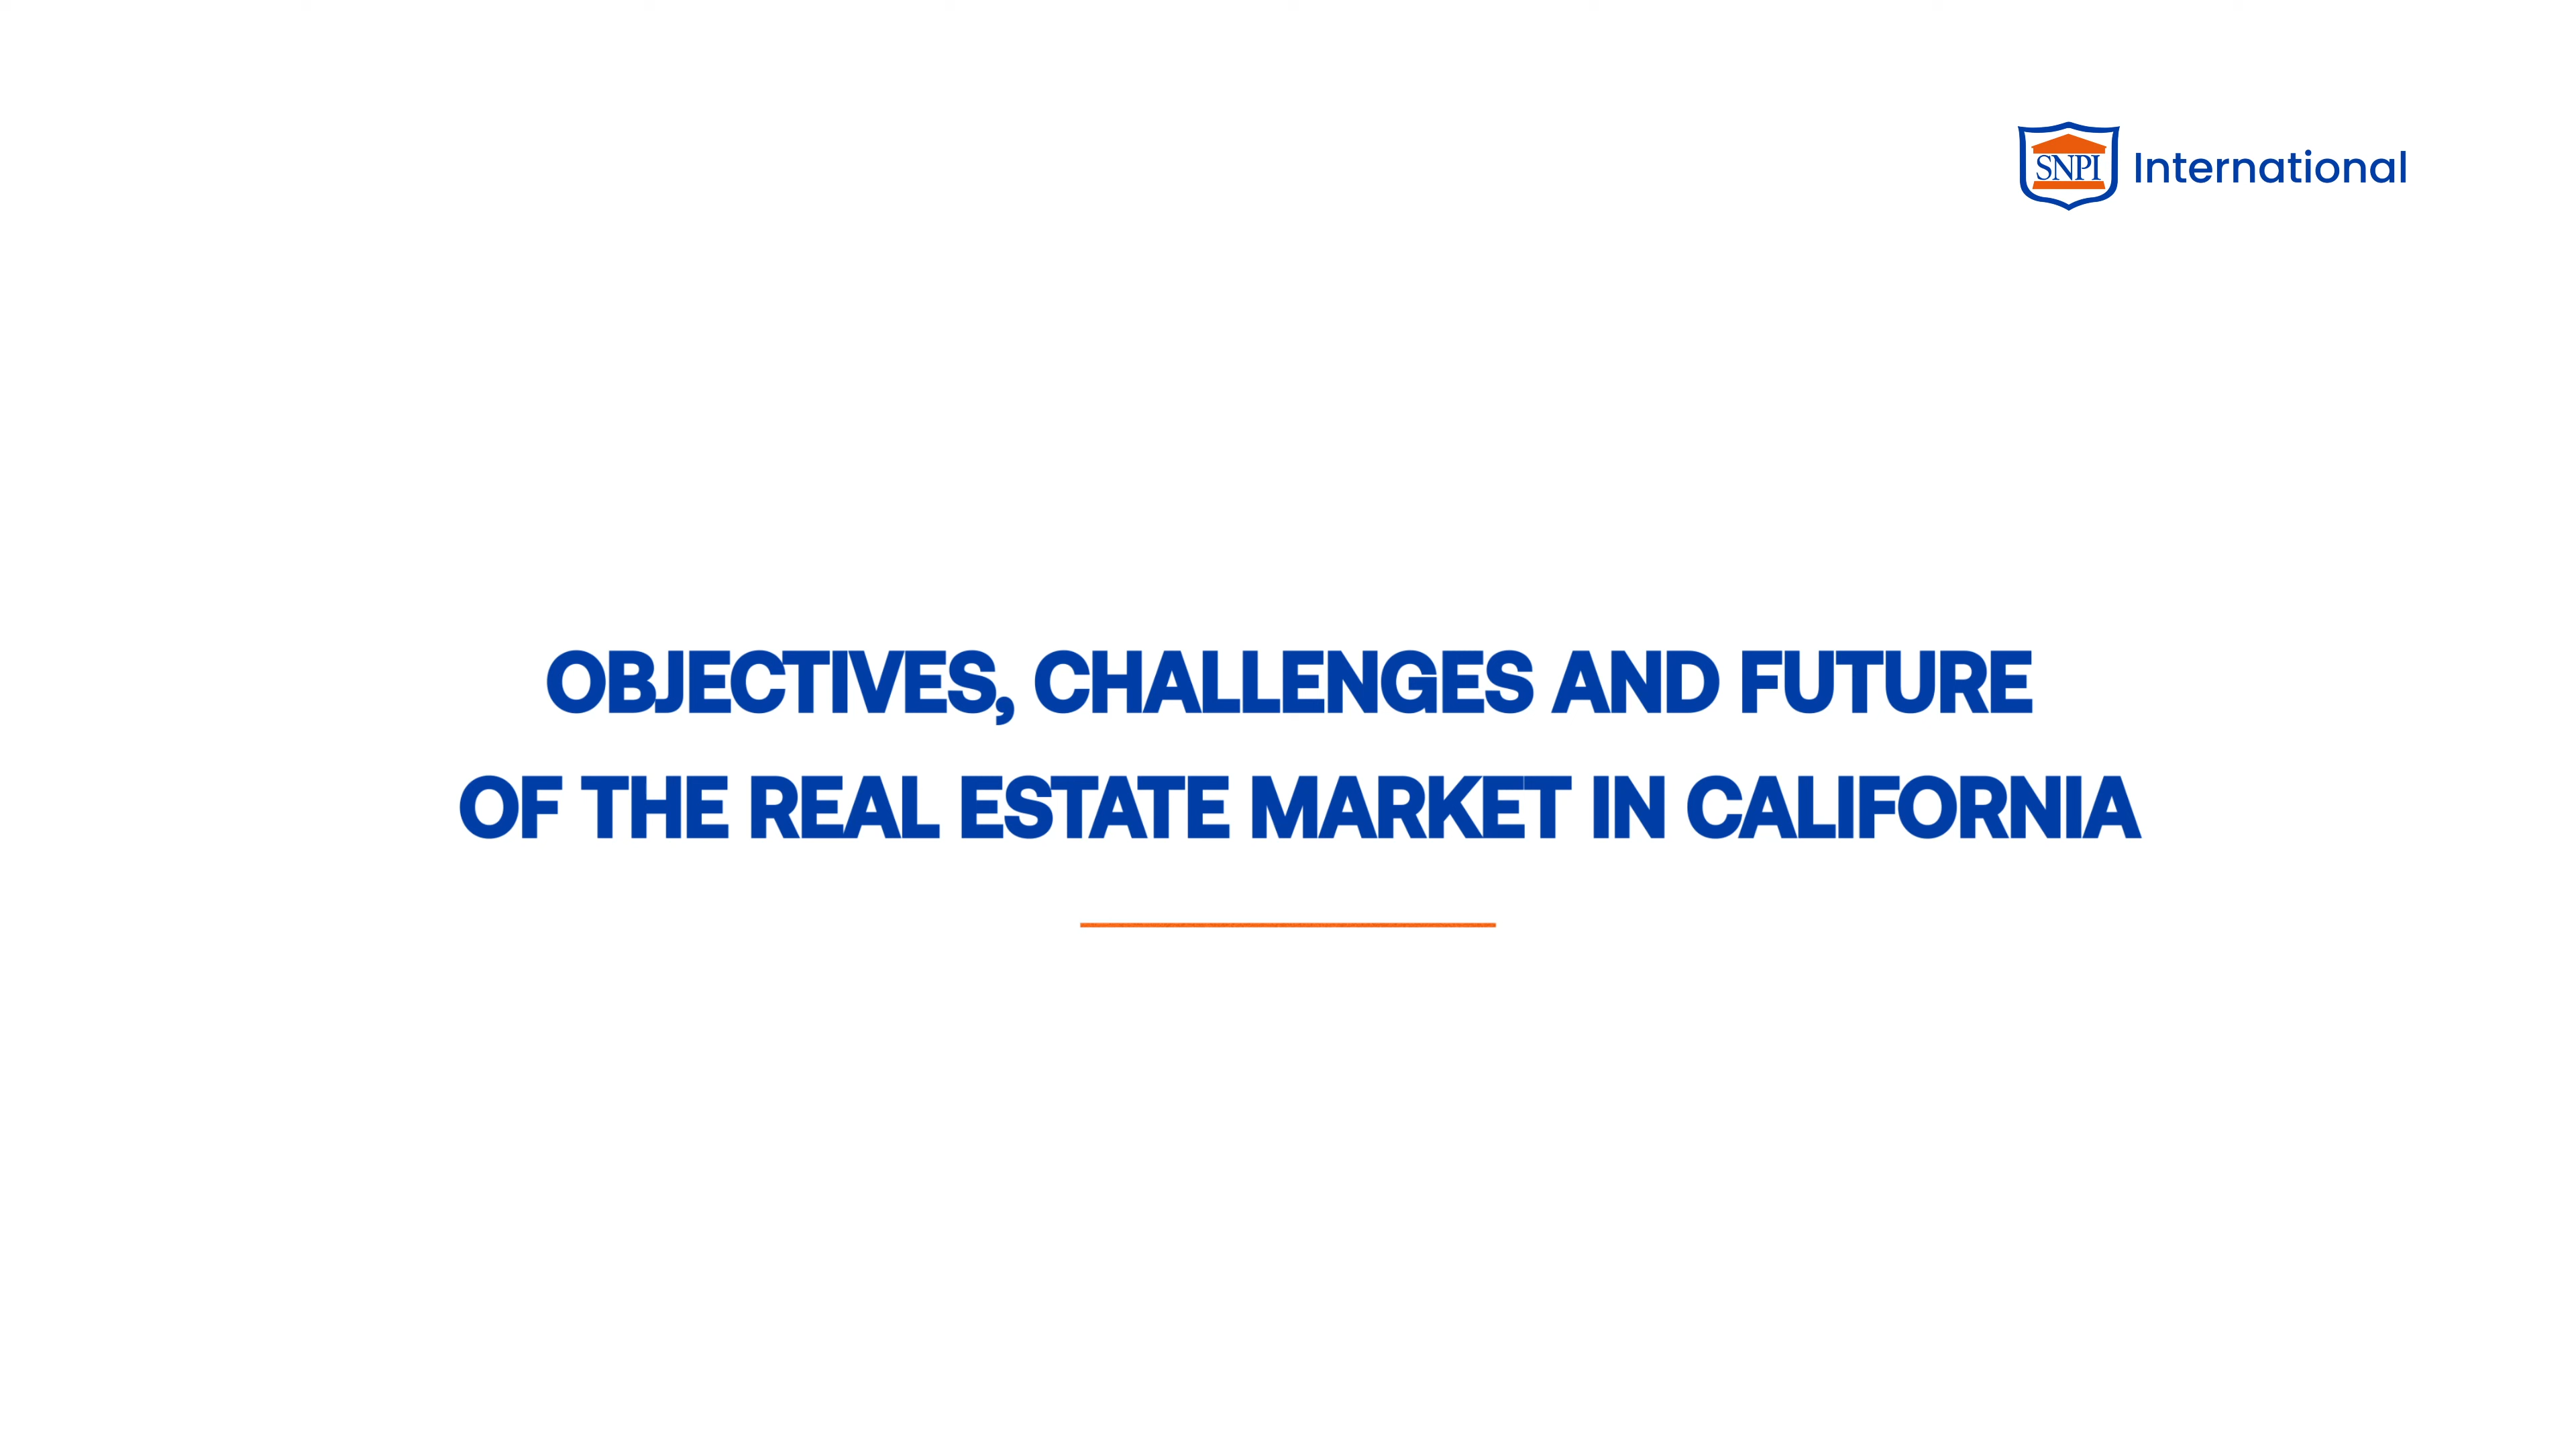 SNPI International
OBJECTIVES, CHALLENGES AND FUTURE
OF THE REAL ESTATE MARKET IN CALIFORNIA